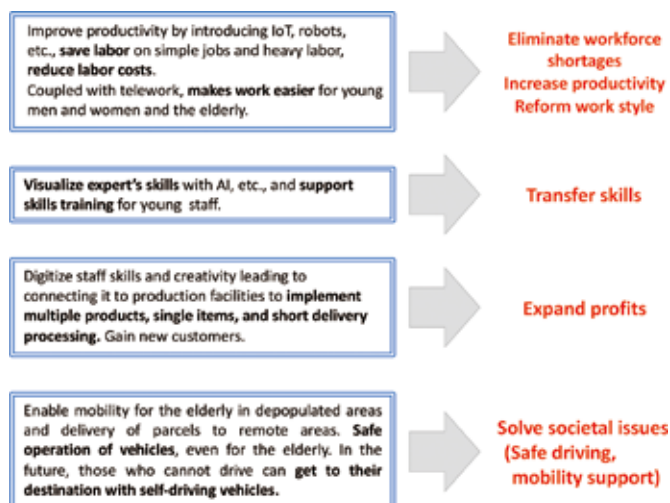 Improve productivity by introducing IoT, robots,
etc., save labor on simple jobs and heavy labor,
reduce labor costs.
Coupled with telework, makes work easier for young
men and women and the elderly.
Eliminate workforce
shortages
Increase productivity
Reform work style
Visualize expert's skills with AI, etc., and support
skills training for young staff.
Transfer skills
Digitize staff skills and creativity leading to
connecting it to production facilities to implement
multiple products, single items, and short delivery
processing. Gain new customers.
Expand profits
Enable mobility for the elderly in depopulated areas
and delivery of parcels to remote areas. Safe
operation of vehicles, even for the elderly. In the
future, those who cannot drive can get to their
destination with self-driving vehicles.
Solve societal issues
(Safe driving,
mobility support)